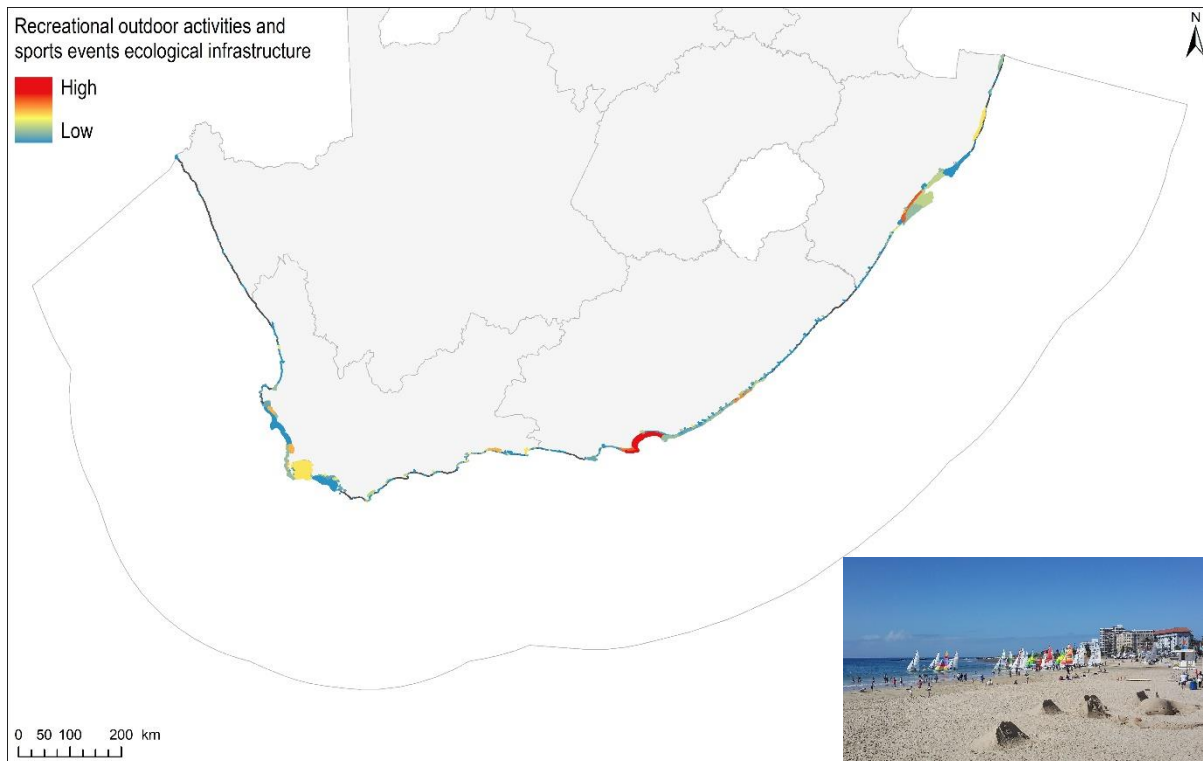 Recreational outdoor activities and
sports events ecological infrastructure
High
Low
N
0 50 100 200 km